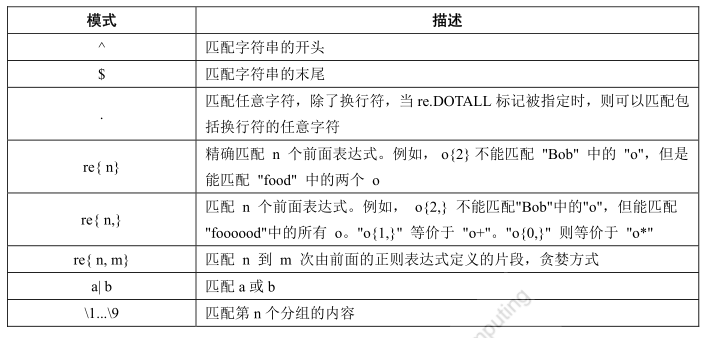 模式 描述
^ 匹配字符串的开头
$ 匹配字符串的末尾
. 匹配任意字符，除了换行符，当 re.DOTALL 标记被指定时，则可以匹配包
括换行符的任意字符
re{ n} 精确匹配 n 个前面表达式。例如， o{2} 不能匹配 "Bob" 中的 "o"，但是
能匹配 "food" 中的两个 o
re{ n,} 匹配 n 个前面表达式。例如， o{2,} 不能匹配"Bob"中的"o"，但能匹配
"foooood"中的所有 o。"o{1,}" 等价于 "o+"。"o{0,}" 则等价于 "o*"
re{ n, m} 匹配 n 到 m 次由前面的正则表达式定义的片段，贪婪方式
a| b 匹配 a 或 b
\1...\9 匹配第 n 个分组的内容